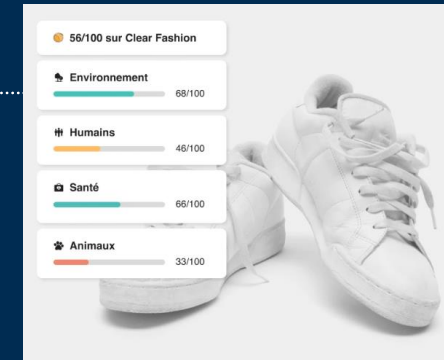 56/100 sur Clear Fashion
Environnement
68/100
Humains
46/100
Santé
66/100
Animaux
33/100